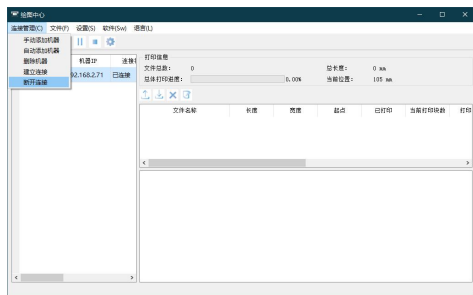 绘图中心
连接管理(C) 文件(F) 设置(S) 软件(Sw) 语言(L)
手动添加机器
自动添加机器
删除机器
建立连接
断开连接
机器IP 连接
92.168.2.71 已连接
打印信息
文件总数: 0 总长度: 0 mm
总体打印进度: 0.00% 当前位置: 105 mm
文件名称 长度 宽度 起点 已打印 当前打印块数 打印